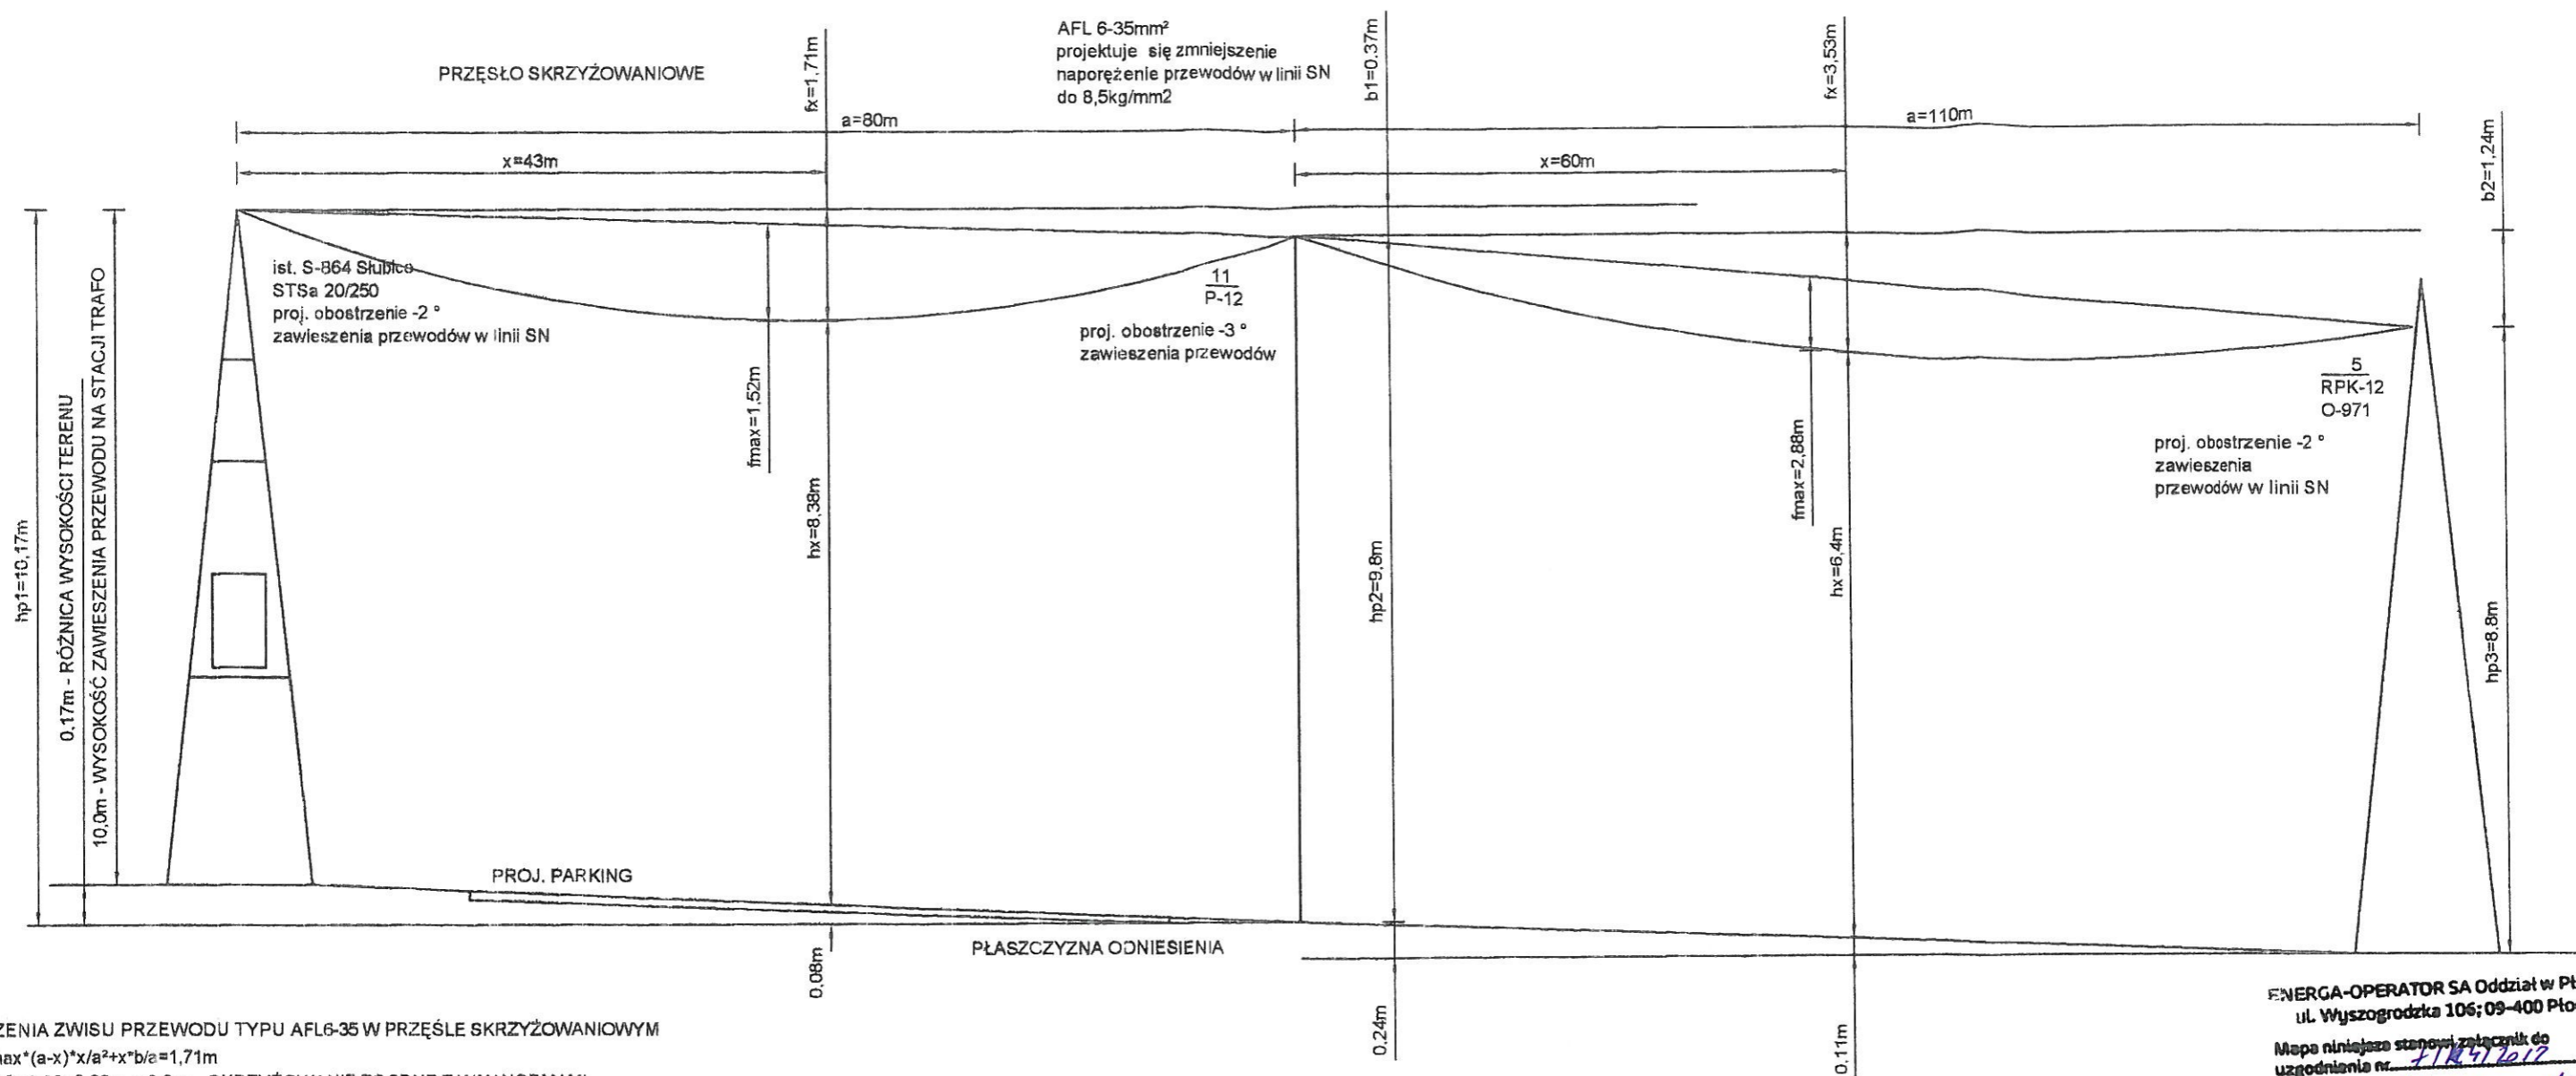 PRZĘSŁO SKRZYŻOWANIOWE
AFL 6-35mm²
projektuje się zmniejszenie
naporężenie przewodów w linii SN
do 8,5kg/mm2
fx=1,71m
b1=0.37m
fx=3,53m
b2=1,24m
a=80m
a=110m
x=43m
x=60m
ist. S-864 Słubice
STSa 20/250
proj. obostrzenie -2 °
zawieszenia przewodów w linii SN
11
P-12
proj. obostrzenie -3 °
zawieszenia przewodów
5
RPK-12
O-971
proj. obostrzenie -2 °
zawieszenia
przewodów w linii SN
hp1=10,17m
0,17m - RÓŻNICA WYSOKOŚCI TERENU
10,0m - WYSOKOŚĆ ZAWIESZENIA PRZEWODU NA STACJI TRAFO
fmax=1,52m
hx=8,38m
hp2=9,8m
fmax=2,88m
hx=6,4m
hp3=8,8m
PROJ. PARKING
PŁASZCZYZNA ODNIESIENIA
0,08m
0,24m
0,11m
ZENIA ZWISU PRZEWODU TYPU AFL6-35 W PRZĘŚLE SKRZYŻOWANIOWYM
ax*(a-x)*x/a²+x*b/a=1,71m
ENERGA-OPERATOR SA Oddział w Pł
ul. Wyszogrodzka 106; 09-400 Pło
Mapa niniejsza stanowi załącznik do
uzgodnienia nr